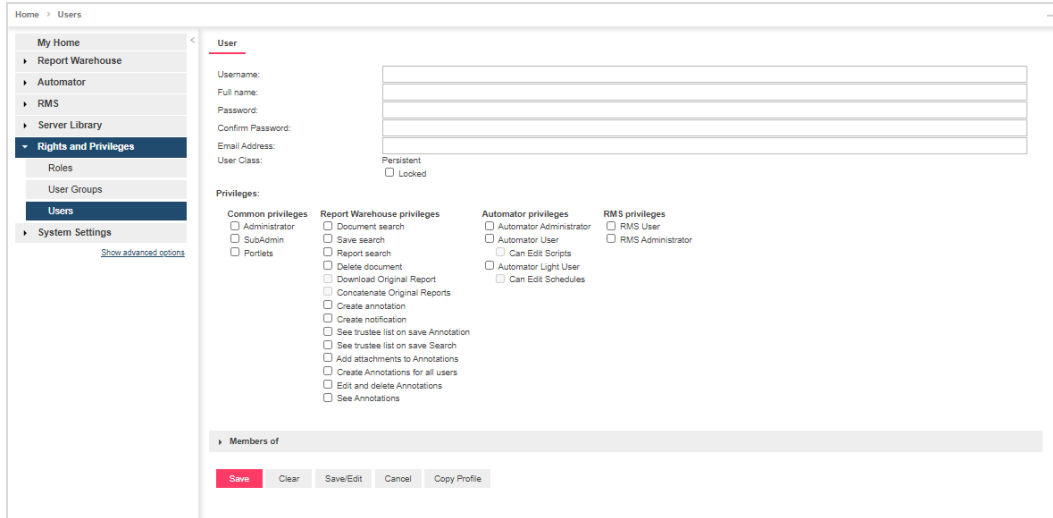 Home > Users
My Home
Report Warehouse
Automator
RMS
Server Library
Rights and Privileges
Roles
User Groups
Users
System Settings
Show advanced options
User
Username:
Full name:
Password:
Confirm Password:
Email Address:
User Class: Persistent
Locked
Privileges:
Common privileges
Administrator
SubAdmin
Portlets
Report Warehouse privileges
Document search
Save search
Report search
Delete document
Download Original Report
Concatenate Original Reports
Create annotation
Create notification
See trustee list on save Annotation
See trustee list on save Search
Add attachments to Annotations
Create Annotations for all users
Edit and delete Annotations
See Annotations
Automator privileges
Automator Administrator
Automator User
Can Edit Scripts
Automator Light User
Can Edit Schedules
RMS privileges
RMS User
RMS Administrator
Members of
Save Clear Save/Edit Cancel Copy Profile